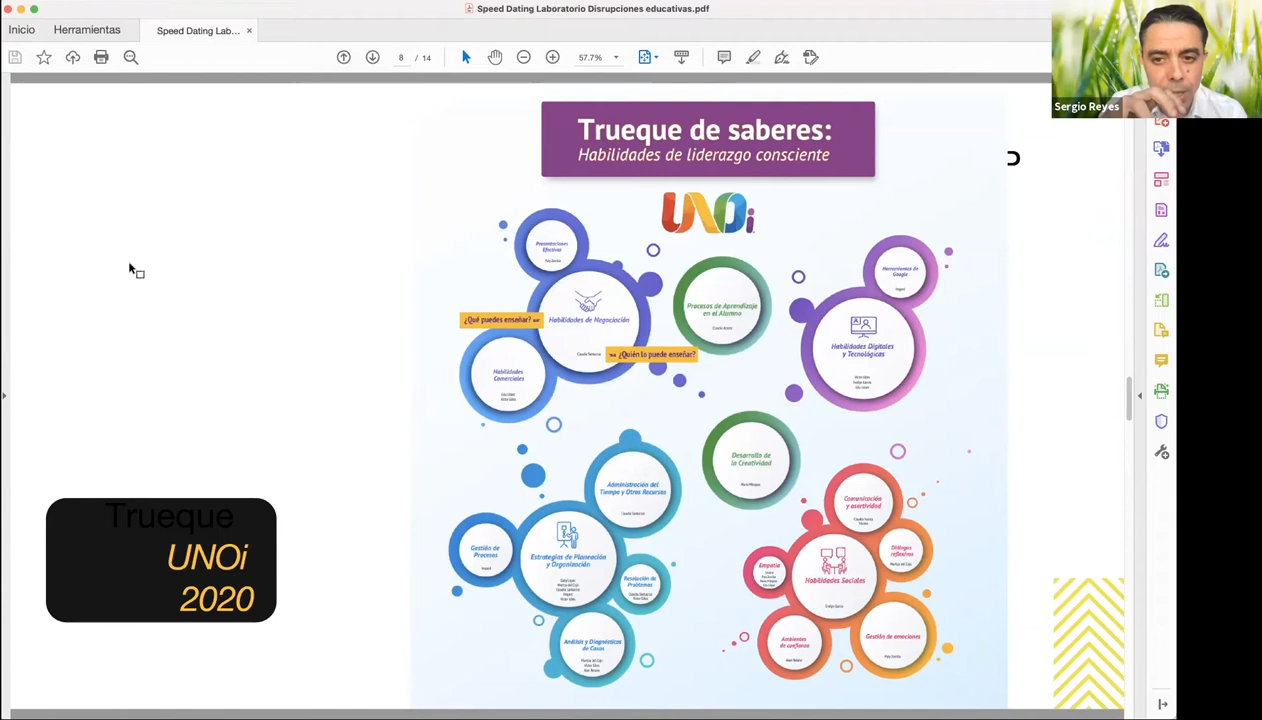 Speed Dating Laboratorio Disrupciones educativas.pdf
Inicio
Herramientas
Speed Dating Lab...
8 / 14
57.7%
Sergio Reyes
Trueque de saberes:
Habilidades de liderazgo consciente
UNOi
Presentaciones
Efectivas
¿Qué puedes enseñar?
Habilidades de Negociación
¿Quién lo puede enseñar?
Habilidades
Comerciales
Procesos de Aprendizaje
en el Alumno
Herramientas de
Google
Habilidades Digitales
y Tecnológicas
Desarrollo de
la Creatividad
Administración del
Tiempo y Otros Recursos
Gestión de
Procesos
Estrategias de Planeación
y Organización
Resolución de
Problemas
Análisis y Diagnósticos
de Casos
Comunicación
y asertividad
Diálogos
reflexivos
Empatía
Habilidades Sociales
Ambientes
de confianza
Gestión de emociones
Trueque
UNOi
2020